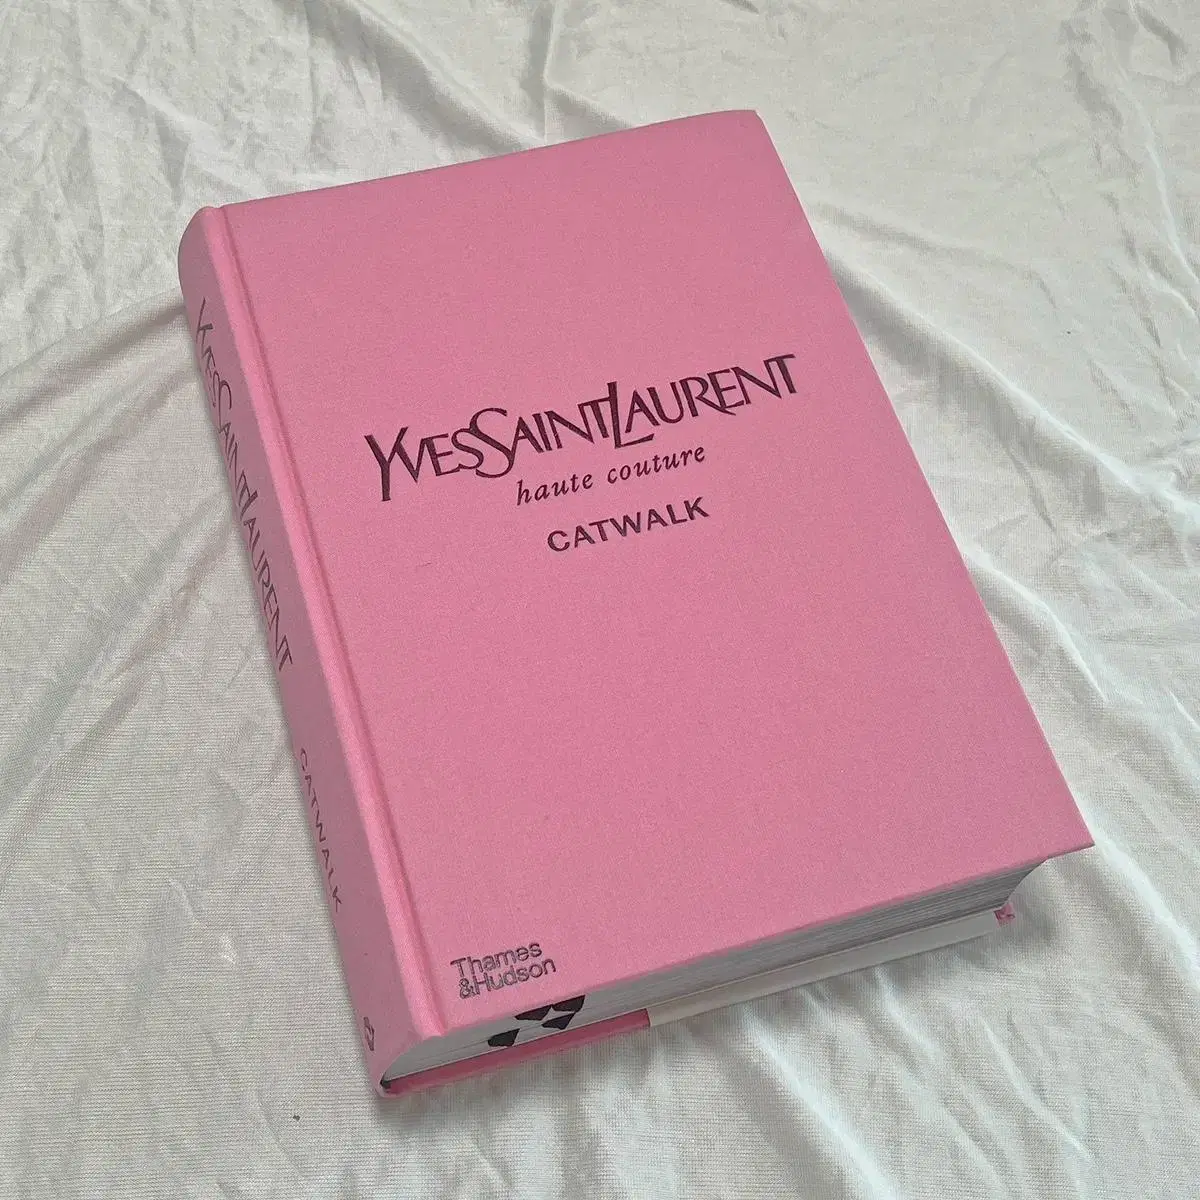 YVESSAINTLAURENT
haute couture
CATWALK
Thames
&Hudson
YVESSAINTLAURENT
CATWALK